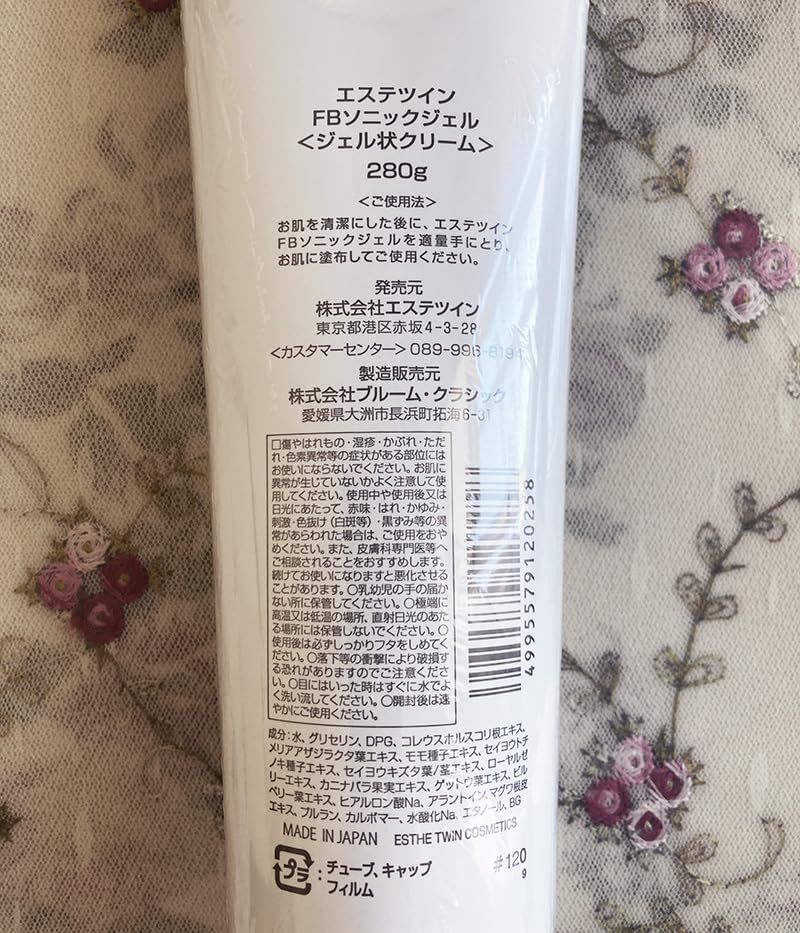 エステツイン
FBソニックジェル
<ジェル状クリーム>
280g
<ご使用法>
お肌を清潔にした後に、エステツイン
FBソニックジェルを適量手にとり、
お肌に塗布してご使用ください。
発売元
株式会社エステツイン
東京都港区赤坂4-3-28
<カスタマーセンター>089-996-8194
製造販売元
株式会社ブルーム・クラシック
愛媛県大洲市長浜町拓海6-31
□傷やはれもの・湿疹・かぶれ・ただ
れ・色素異常等の症状がある部位には
お使いにならないでください。お肌に
異常が生じていないかよく注意して使
用してください。使用中や使用後又は
日光にあたって、赤味・はれ・かゆみ・
刺激・色抜け(白斑等)・黒ずみ等の異
常があらわれた場合は、ご使用をおや
めください。また、皮膚科専門医等へ
ご相談されることをおすすめします。
続けてお使いになりますと悪化させる
ことがあります。○乳幼児の手の届か
ない所に保管してください。○極端に
高温又は低温の場所、直射日光のあた
る場所には保管しないでください。○
使用後は必ずしっかりフタをしめてく
ださい。○落下等の衝撃により破損す
る恐れがありますのでご注意くださ
い。○目にはいった時はすぐに水でよ
く洗い流してください。○開封後は速
やかにご使用ください。
4995579120258
成分:水、グリセリン、DPG、コレウスホルスコリ根エキス、
メリアアザジラクタ葉エキス、モモ種子エキス、セイヨウトチ
ノキ種子エキス、セイヨウキズタ葉/茎エキス、ローヤルゼ
リーエキス、カニナバラ果実エキス、ゲットウ葉エキス、ビル
ベリー葉エキス、ヒアルロン酸Na、アラントイン、マグワ根皮
エキス、プルラン、カルボマー、水酸化Na、エタノール、BG
MADE IN JAPAN ESTHE TWiN COSMETICS
プラ:チューブ、キャップ #120
フィルム 9